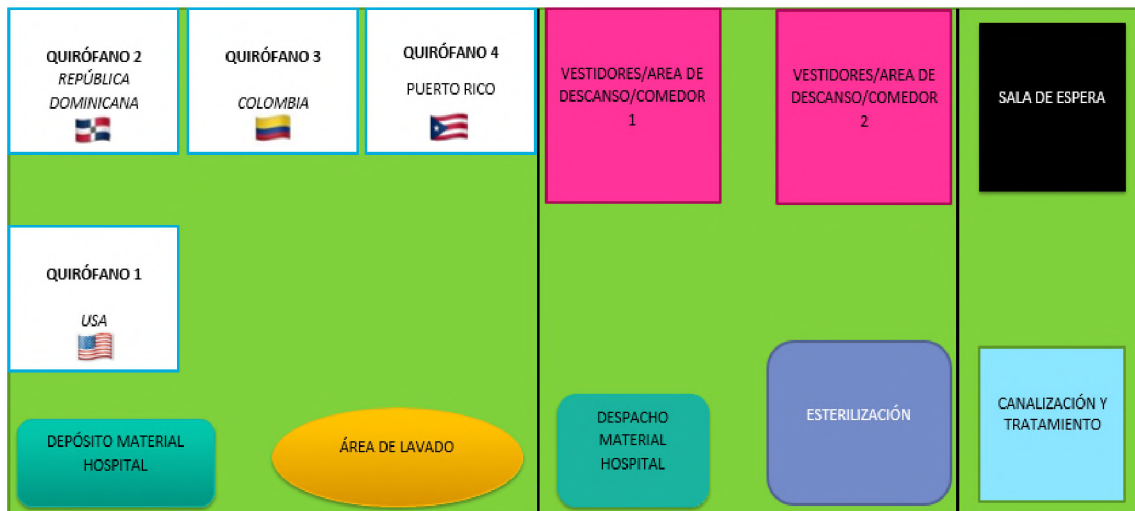 QUIRÓFANO 2
REPÚBLICA
DOMINICANA
QUIRÓFANO 3
COLOMBIA
QUIRÓFANO 4
PUERTO RICO
VESTIDORES/AREA DE
DESCANSO/COMEDOR
1
VESTIDORES/AREA DE
DESCANSO/COMEDOR
2
SALA DE ESPERA
QUIRÓFANO 1
USA
DEPÓSITO MATERIAL
HOSPITAL
ÁREA DE LAVADO
DESPACHO
MATERIAL
HOSPITAL
ESTERILIZACIÓN
CANALIZACIÓN Y
TRATAMIENTO